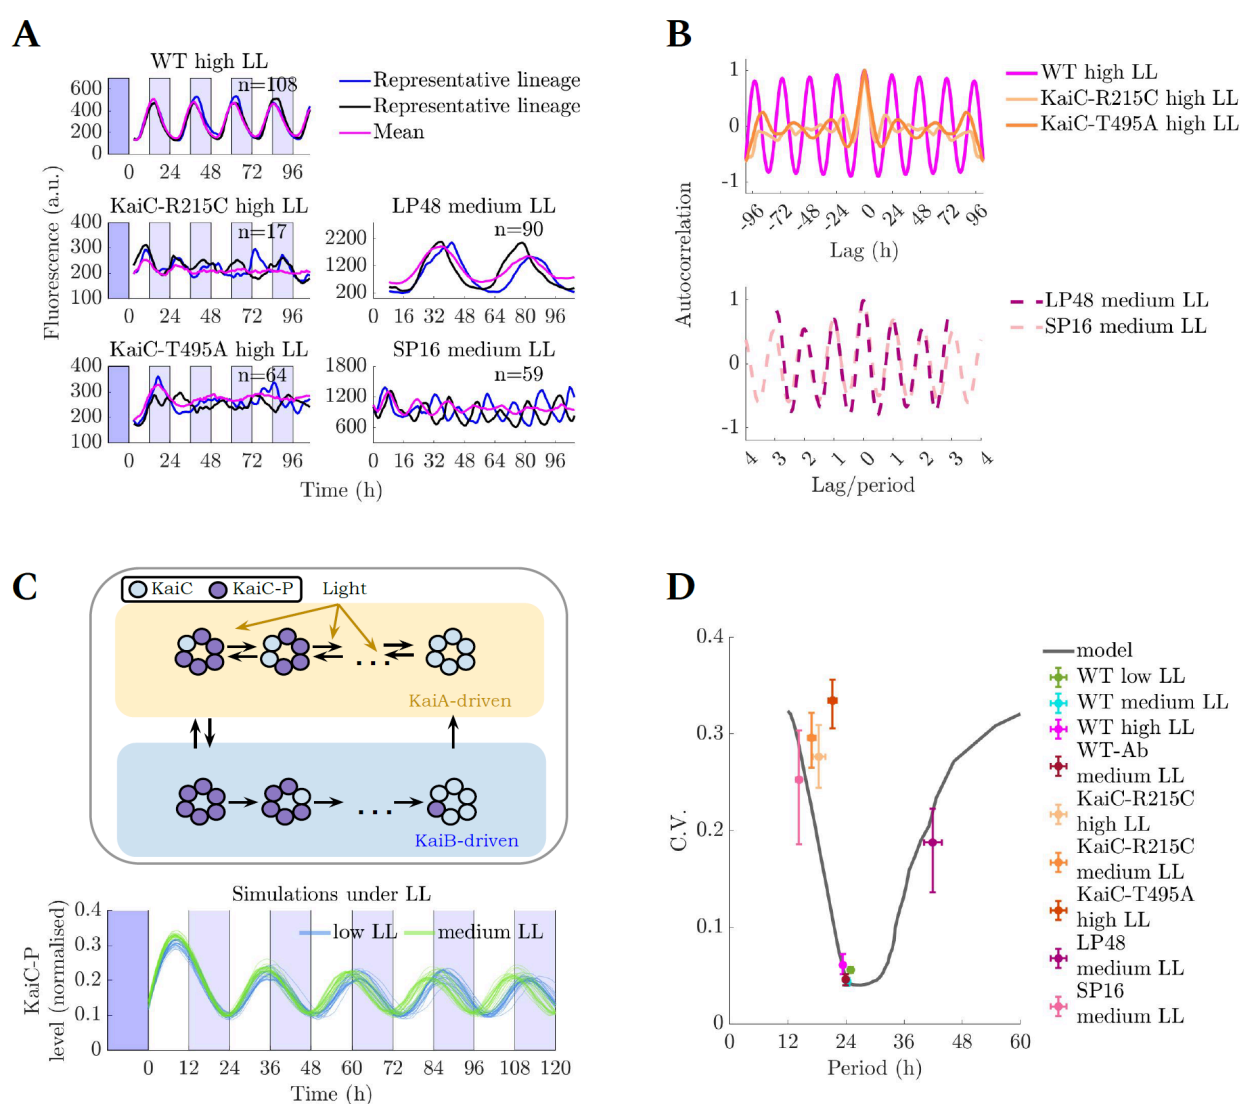 A
WT high LL
n=108
600
400
200
0
0 24 48 72 96
Representative lineage
Representative lineage
Mean
Fluorescence (a.u.)
KaiC-R215C high LL
n=17
400
300
200
100
0 24 48 72 96
LP48 medium LL
n=90
2200
1200
200
0 16 32 48 64 80 96
KaiC-T495A high LL
n=64
400
300
200
100
0 24 48 72 96
SP16 medium LL
n=59
1800
1200
600
0 16 32 48 64 80 96
Time (h)
B
1
0
-1
-96 -72 -48 -24 0 24 48 72 96
Lag (h)
WT high LL
KaiC-R215C high LL
KaiC-T495A high LL
Autocorrelation
1
0
-1
4 3 2 1 0 1 2 3 4
Lag/period
LP48 medium LL
SP16 medium LL
C
KaiC KaiC-P Light
...
KaiA-driven
...
KaiB-driven
Simulations under LL
low LL medium LL
KaiC-P
level (normalised)
0.4
0.3
0.2
0.1
0
0 12 24 36 48 60 72 84 96 108 120
Time (h)
D
C.V.
0.4
0.3
0.2
0.1
0
0 12 24 36 48 60
Period (h)
model
WT low LL
WT medium LL
WT high LL
WT-Ab
medium LL
KaiC-R215C
high LL
KaiC-R215C
medium LL
KaiC-T495A
high LL
LP48
medium LL
SP16
medium LL